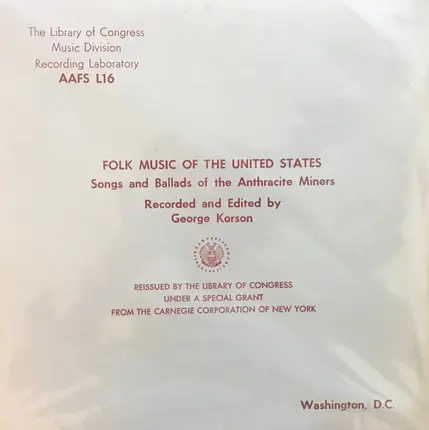 The Library of Congress
Music Division
Recording Laboratory
AAFS L16
FOLK MUSIC OF THE UNITED STATES
Songs and Ballads of the Anthracite Miners
Recorded and Edited by
George Korson
REISSUED BY THE LIBRARY OF CONGRESS
UNDER A SPECIAL GRANT
FROM THE CARNEGIE CORPORATION OF NEW YORK
Washington, D.C.